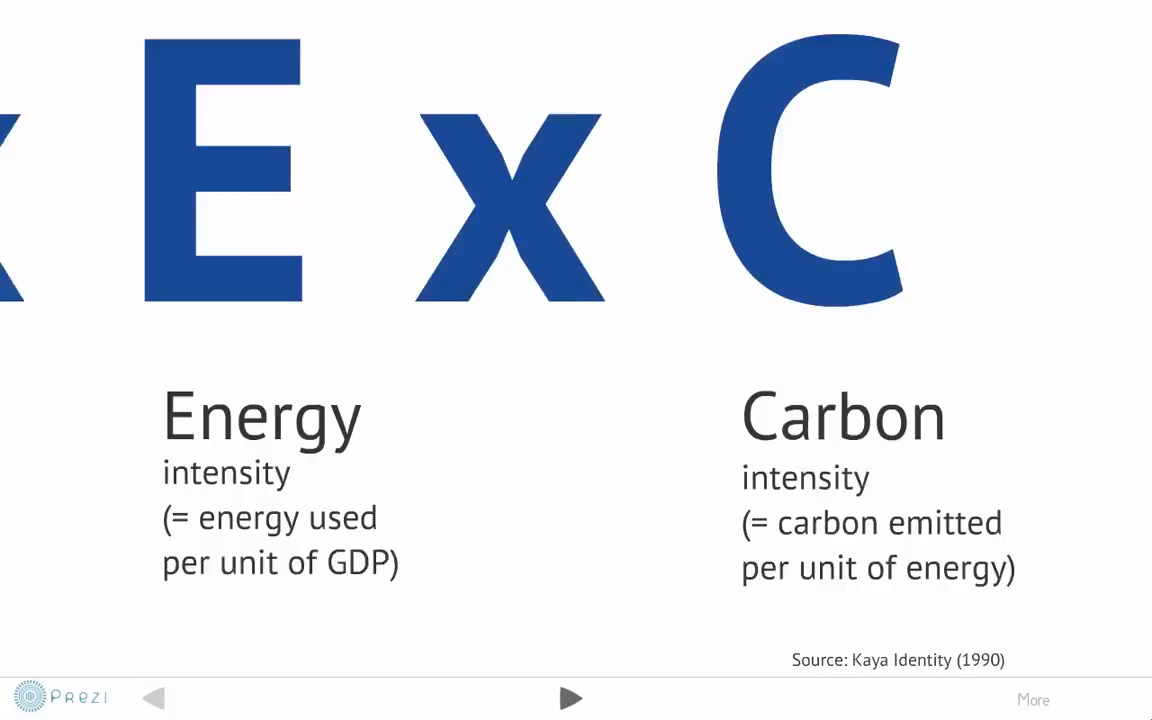 x E x C
Energy
intensity
(= energy used
per unit of GDP)
Carbon
intensity
(= carbon emitted
per unit of energy)
Source: Kaya Identity (1990)
Prezi
More